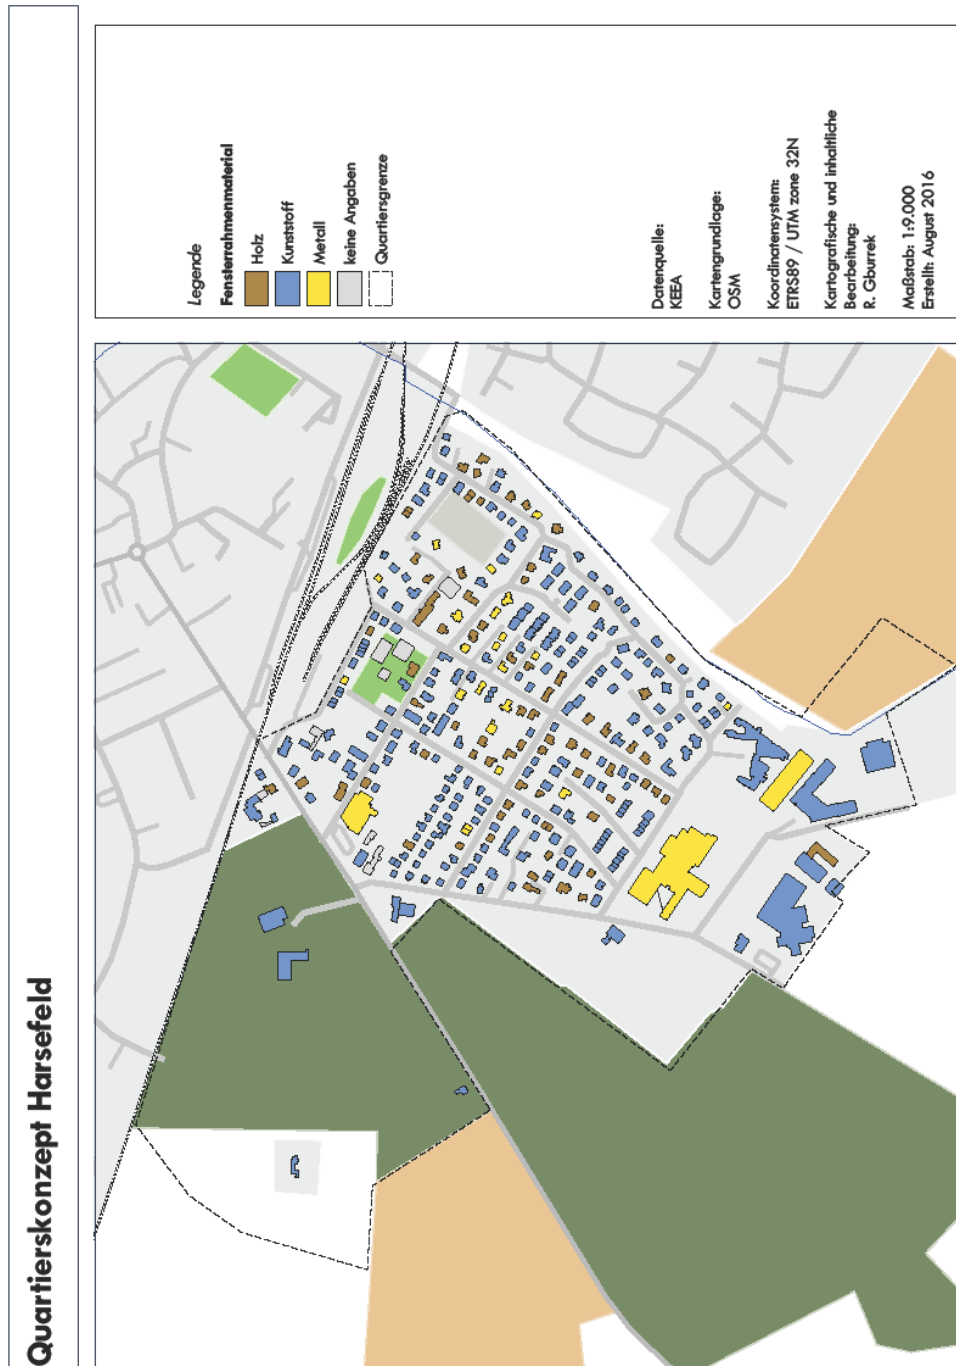 Quartierskonzept Harsefeld
Legende
Fensterrahmenmaterial
Holz
Kunststoff
Metall
keine Angaben
Quartiersgrenze
Datenquelle:
KEEA
Kartengrundlage:
OSM
Koordinatensystem:
ETRS89 / UTM zone 32N
Kartografische und inhaltliche
Bearbeitung:
R. Gburrek
Maßstab: 1:9.000
Erstellt: August 2016